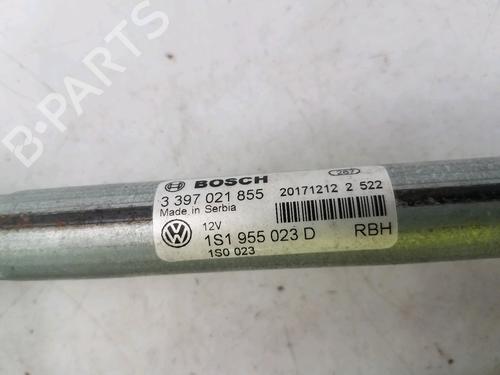 BOSCH
267
3 397 021 855
20171212 2 522
Made in Serbia
12V
1S1 955 023 D
RBH
1S0 023
B-PARTS